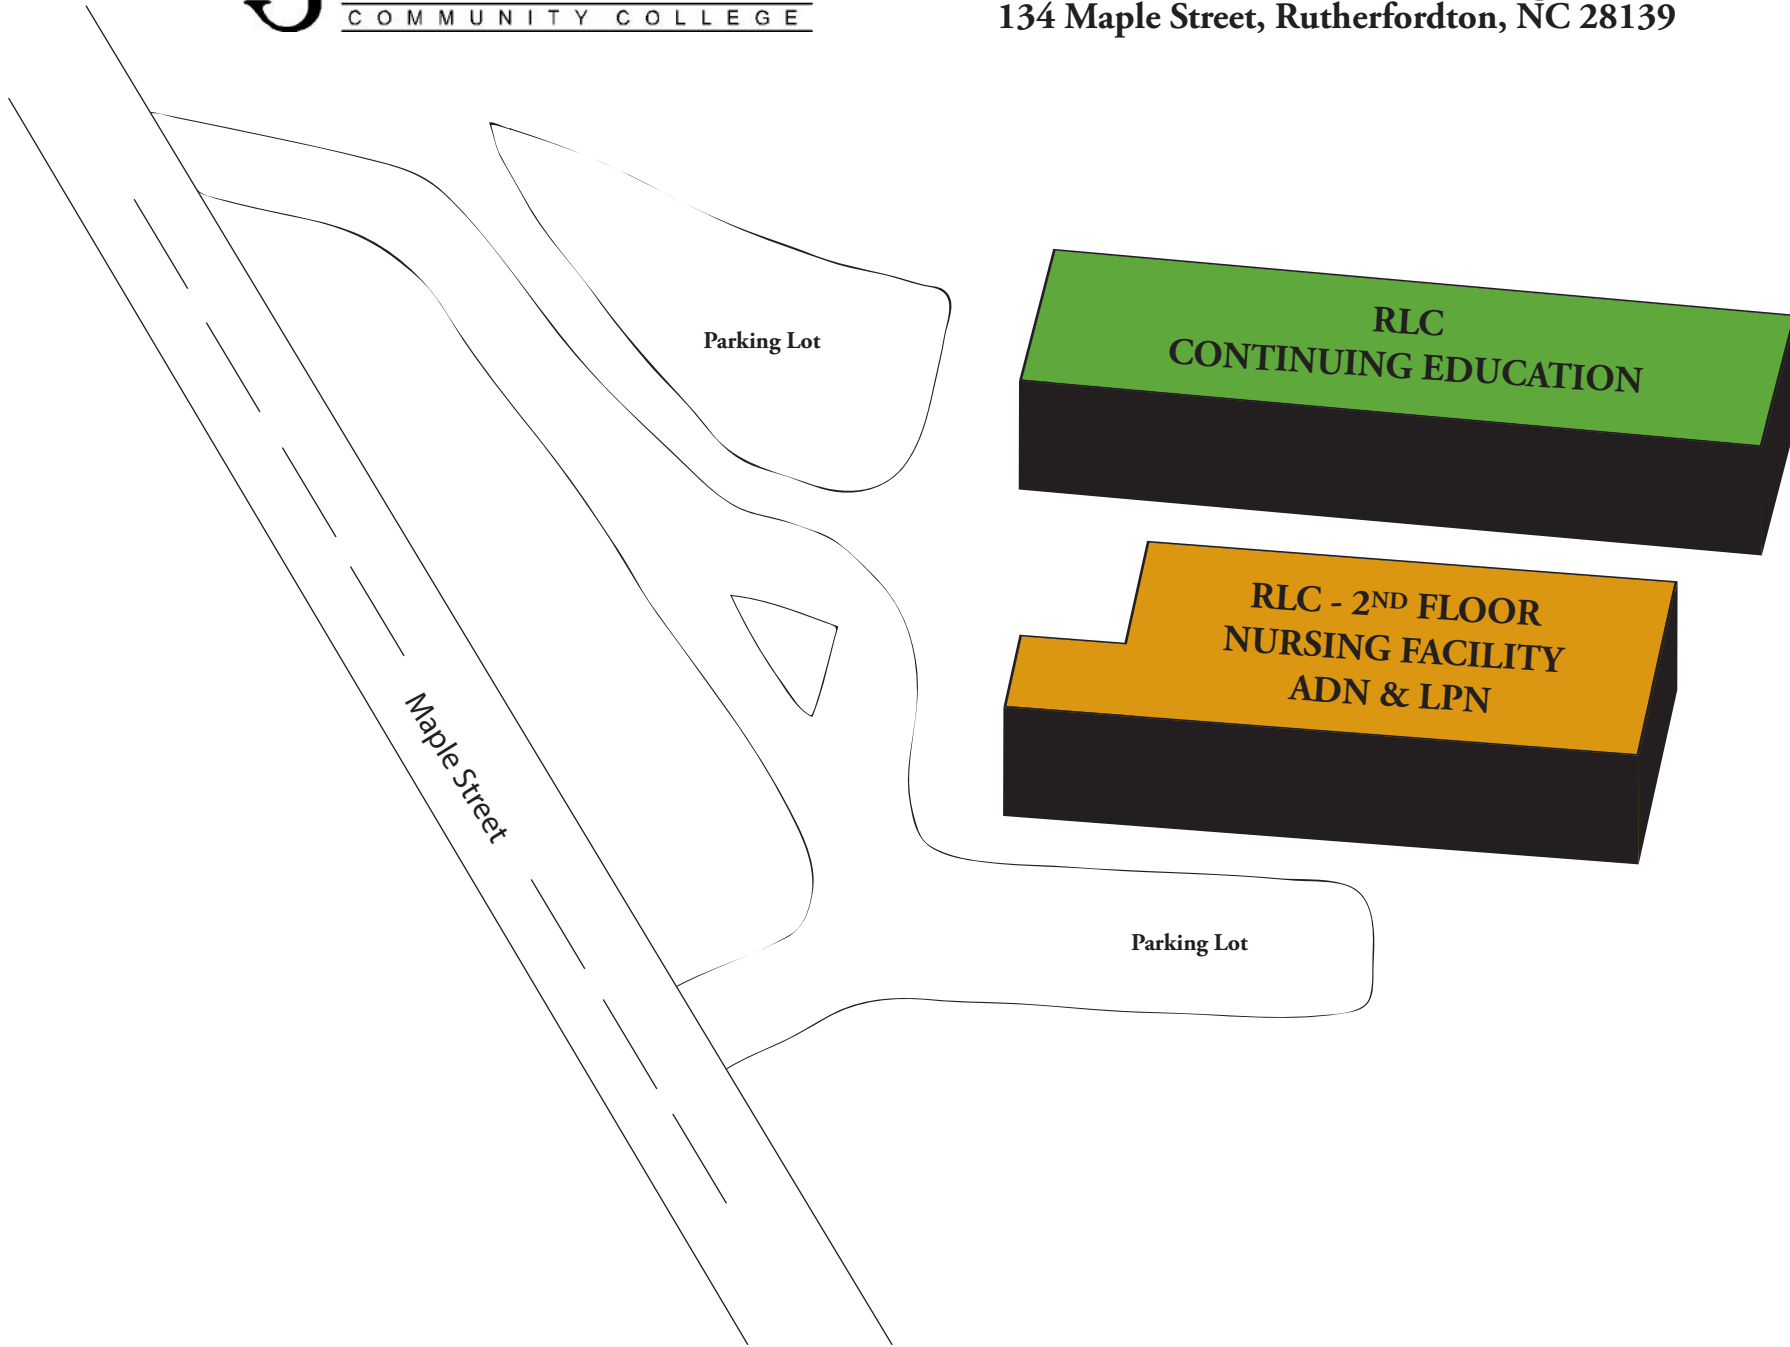 COMMUNITY COLLEGE
134 Maple Street, Rutherfordton, NC 28139
Parking Lot
RLC
CONTINUING EDUCATION
RLC - 2ND FLOOR
NURSING FACILITY
ADN & LPN
Maple Street
Parking Lot